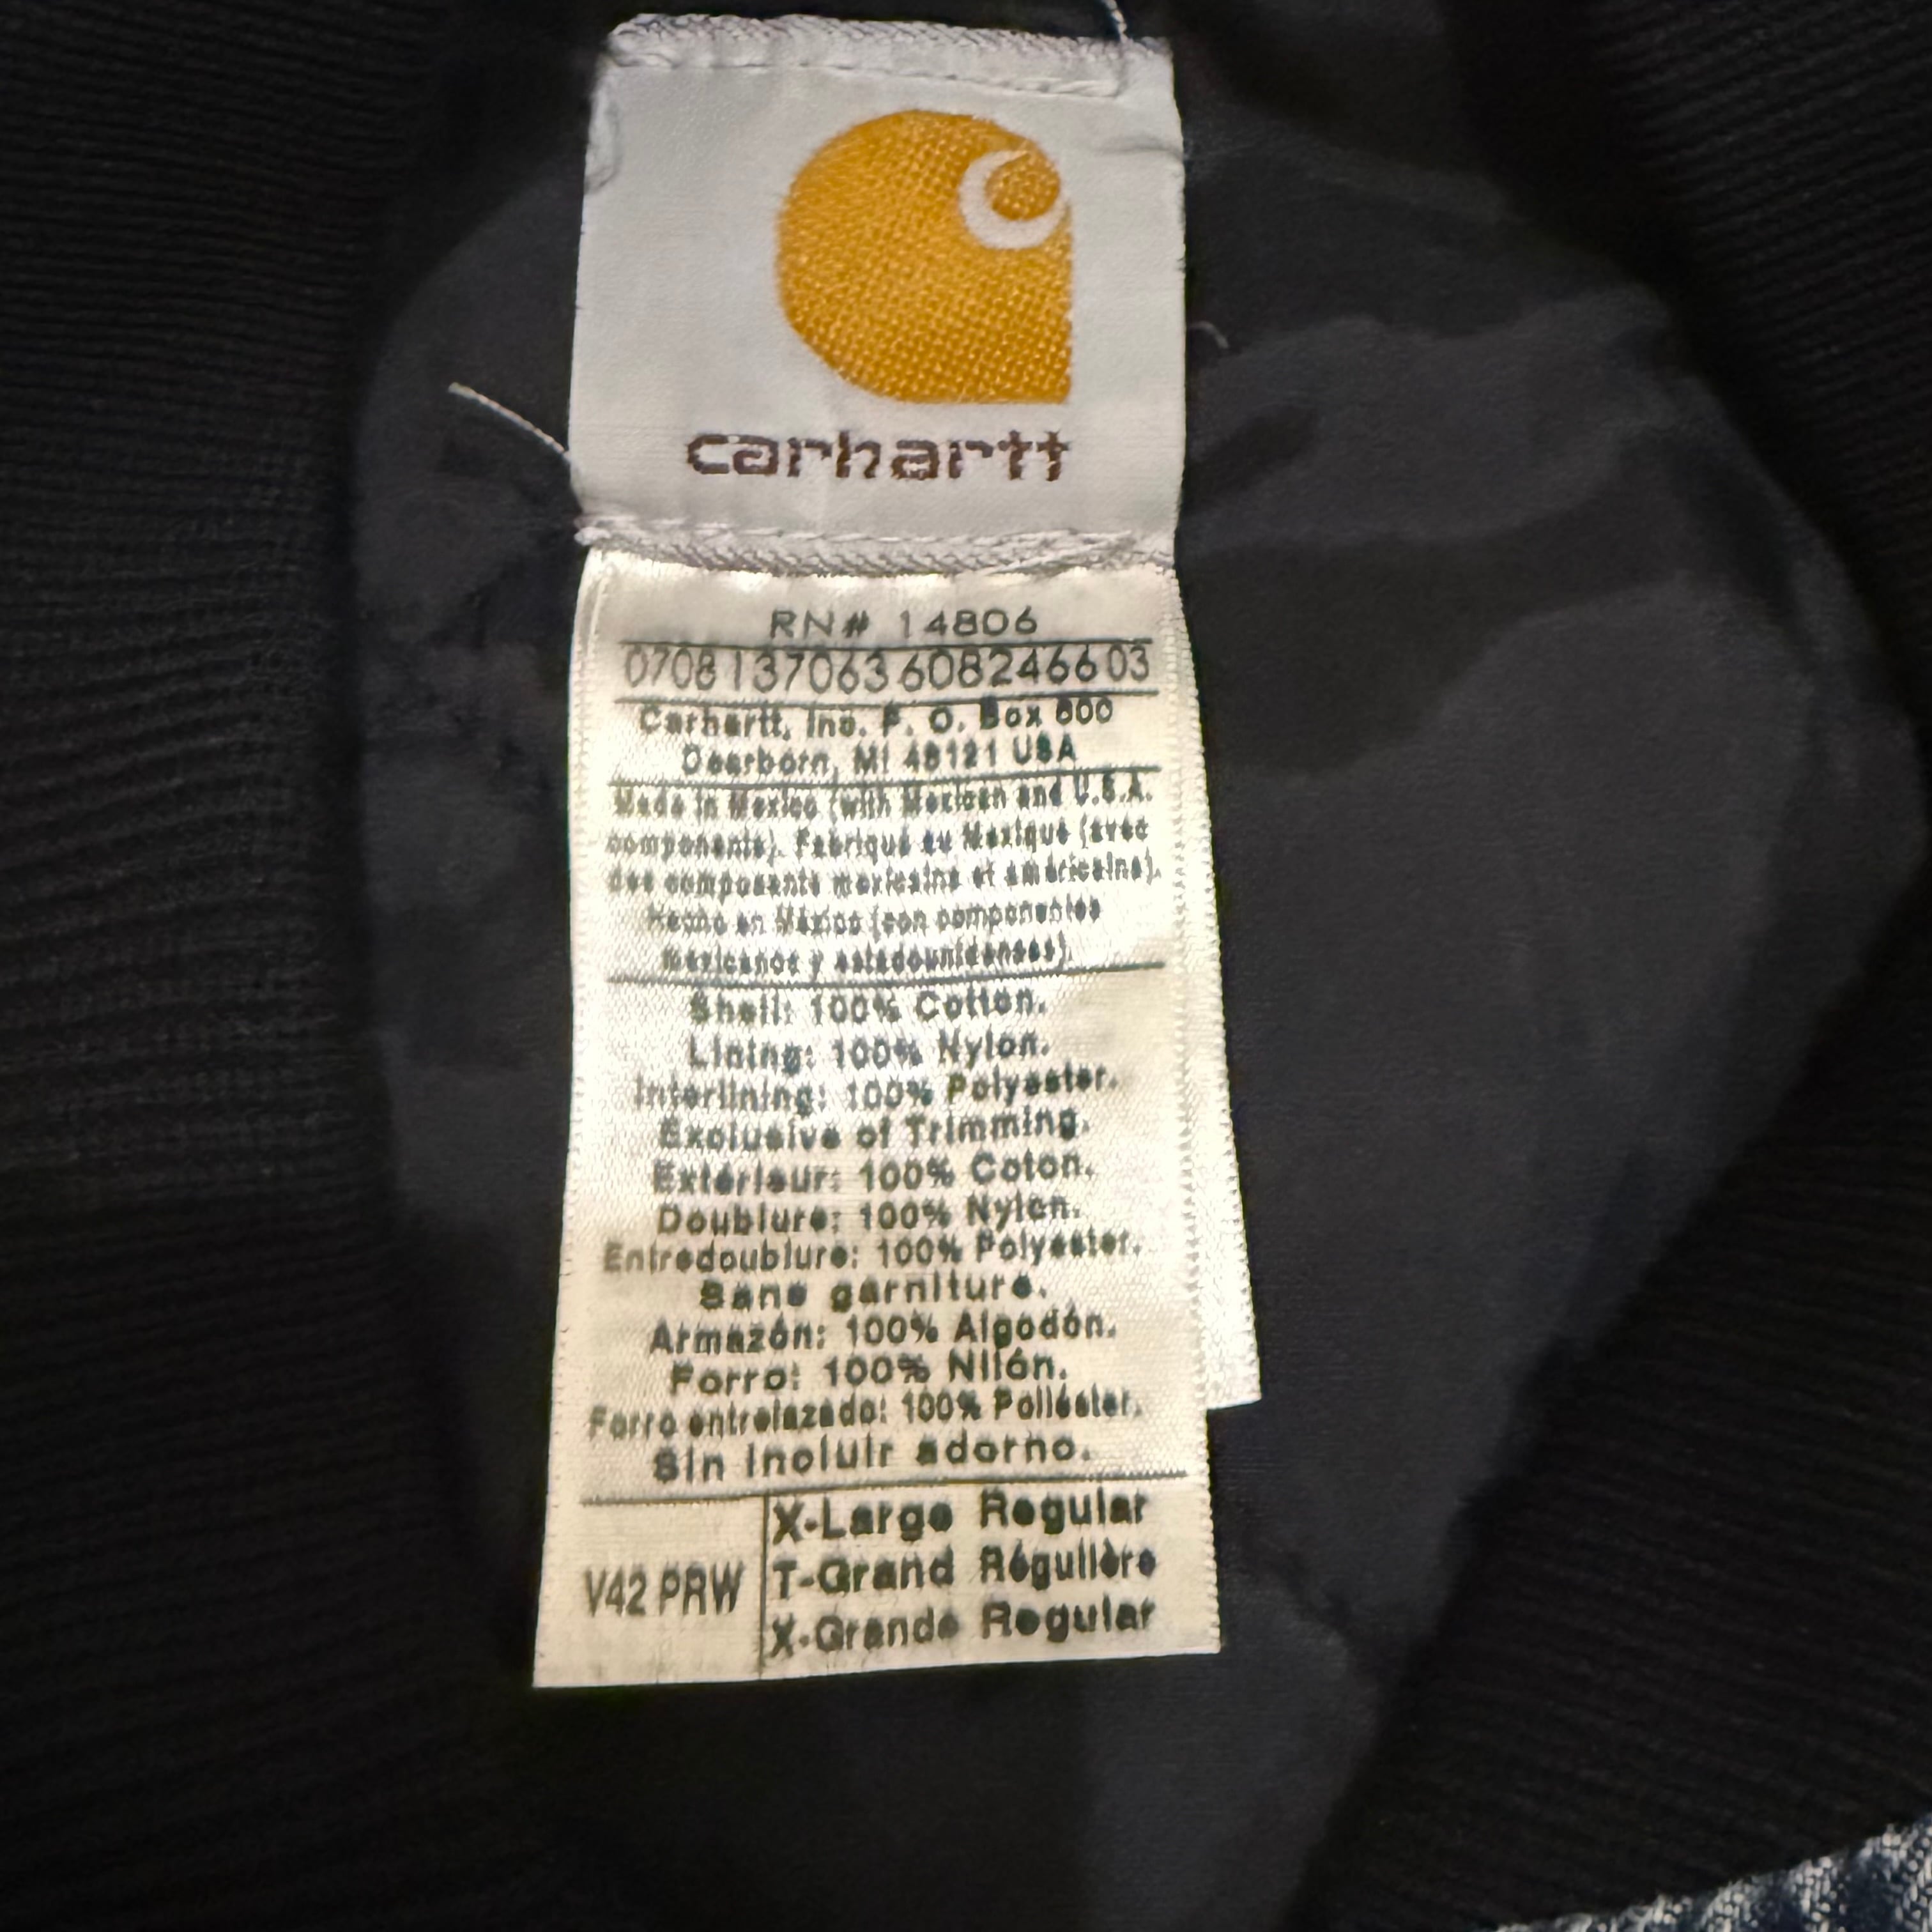 carhartt
RN# 14806
0708137063608246603
Carhartt, Inc. P. O. Box 600
Dearborn, MI 48121 USA
Made in Mexico (with Mexican and U.S.A.
components). Fabriqué au Mexique (avec
des composants mexicains et américains).
Hecho en México (con componentes
mexicanos y estadounidenses).
Shell: 100% Cotton.
Lining: 100% Nylon.
Interlining: 100% Polyester.
Exclusive of Trimming.
Extérieur: 100% Coton.
Doublure: 100% Nylon.
Entredoublure: 100% Polyester.
Sans garniture.
Armazón: 100% Algodón.
Forro: 100% Nilón.
Forro entrelazado: 100% Poliéster.
Sin incluir adorno.
V42 PRW
X-Large Regular
T-Grand Régulière
X-Grande Regular